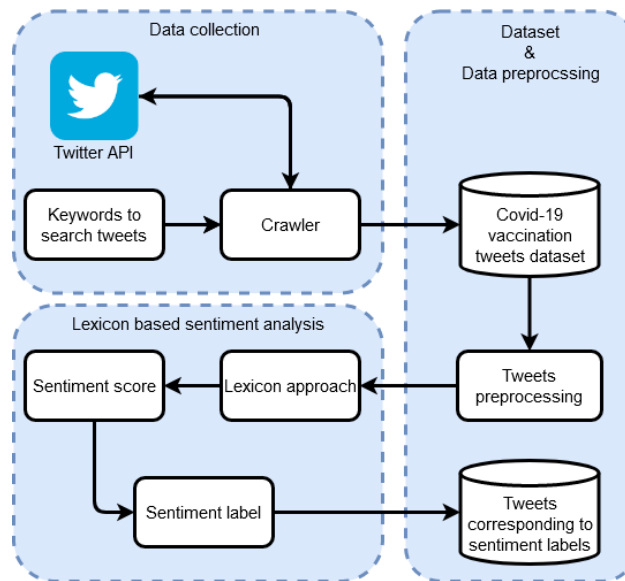 Data collection
Twitter API
Keywords to
search tweets
Crawler
Dataset
&
Data preprocssing
Covid-19
vaccination
tweets dataset
Tweets
preprocessing
Lexicon based sentiment analysis
Sentiment score
Lexicon approach
Sentiment label
Tweets
corresponding to
sentiment labels